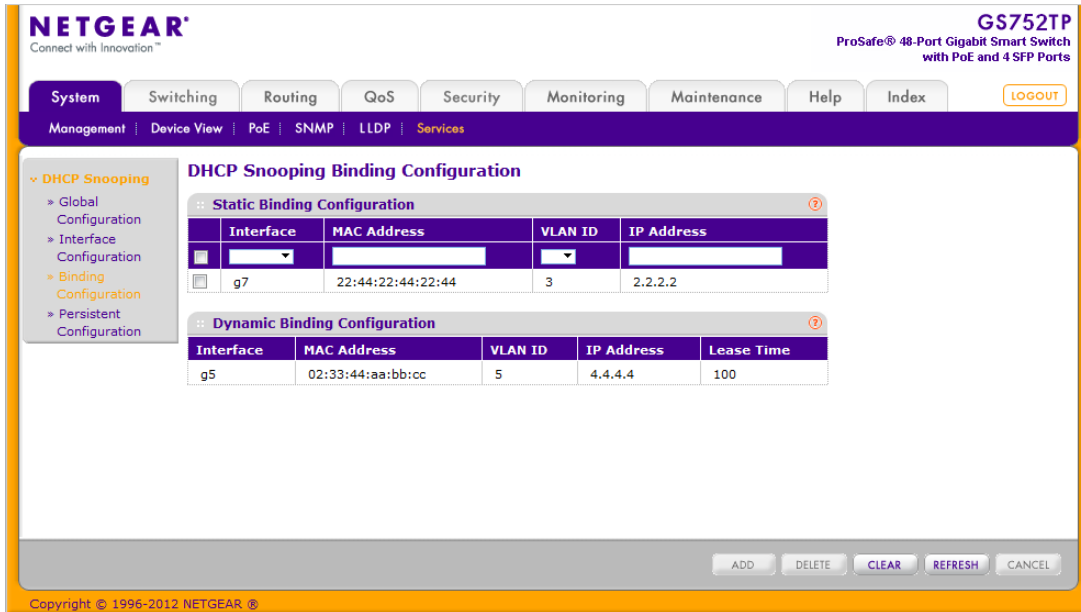 NETGEAR®
Connect with Innovation™
GS752TP
ProSafe® 48-Port Gigabit Smart Switch
with PoE and 4 SFP Ports
System Switching Routing QoS Security Monitoring Maintenance Help Index LOGOUT
Management Device View PoE SNMP LLDP Services
DHCP Snooping
» Global
Configuration
» Interface
Configuration
» Binding
Configuration
» Persistent
Configuration
DHCP Snooping Binding Configuration
Static Binding Configuration ?
Interface MAC Address VLAN ID IP Address
g7 22:44:22:44:22:44 3 2.2.2.2
Dynamic Binding Configuration ?
Interface MAC Address VLAN ID IP Address Lease Time
g5 02:33:44:aa:bb:cc 5 4.4.4.4 100
ADD DELETE CLEAR REFRESH CANCEL
Copyright © 1996-2012 NETGEAR ®